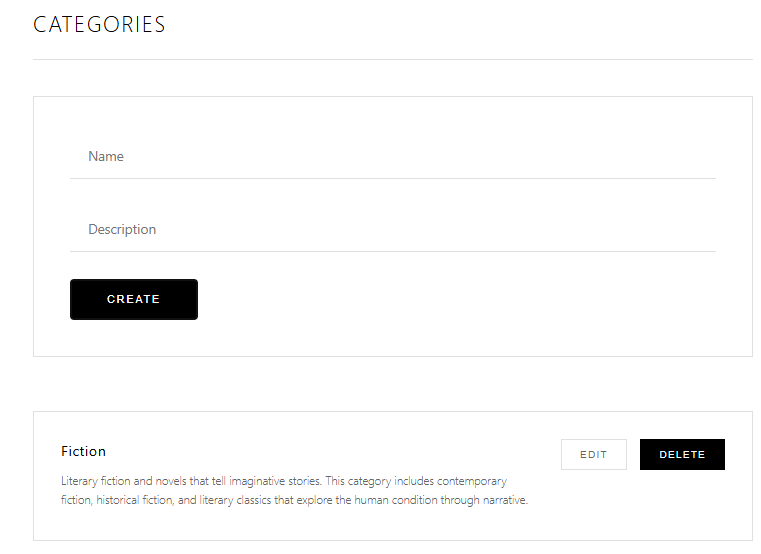 CATEGORIES
Name
Description
CREATE
Fiction
EDIT
DELETE
Literary fiction and novels that tell imaginative stories. This category includes contemporary
fiction, historical fiction, and literary classics that explore the human condition through narrative.